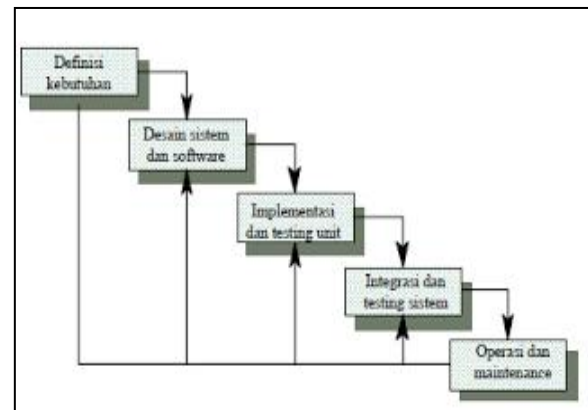 Definisi
kebutuhan
Desain sistem
dan software
Implementasi
dan testing unit
Integrasi dan
testing sistem
Operasi dan
maintenance